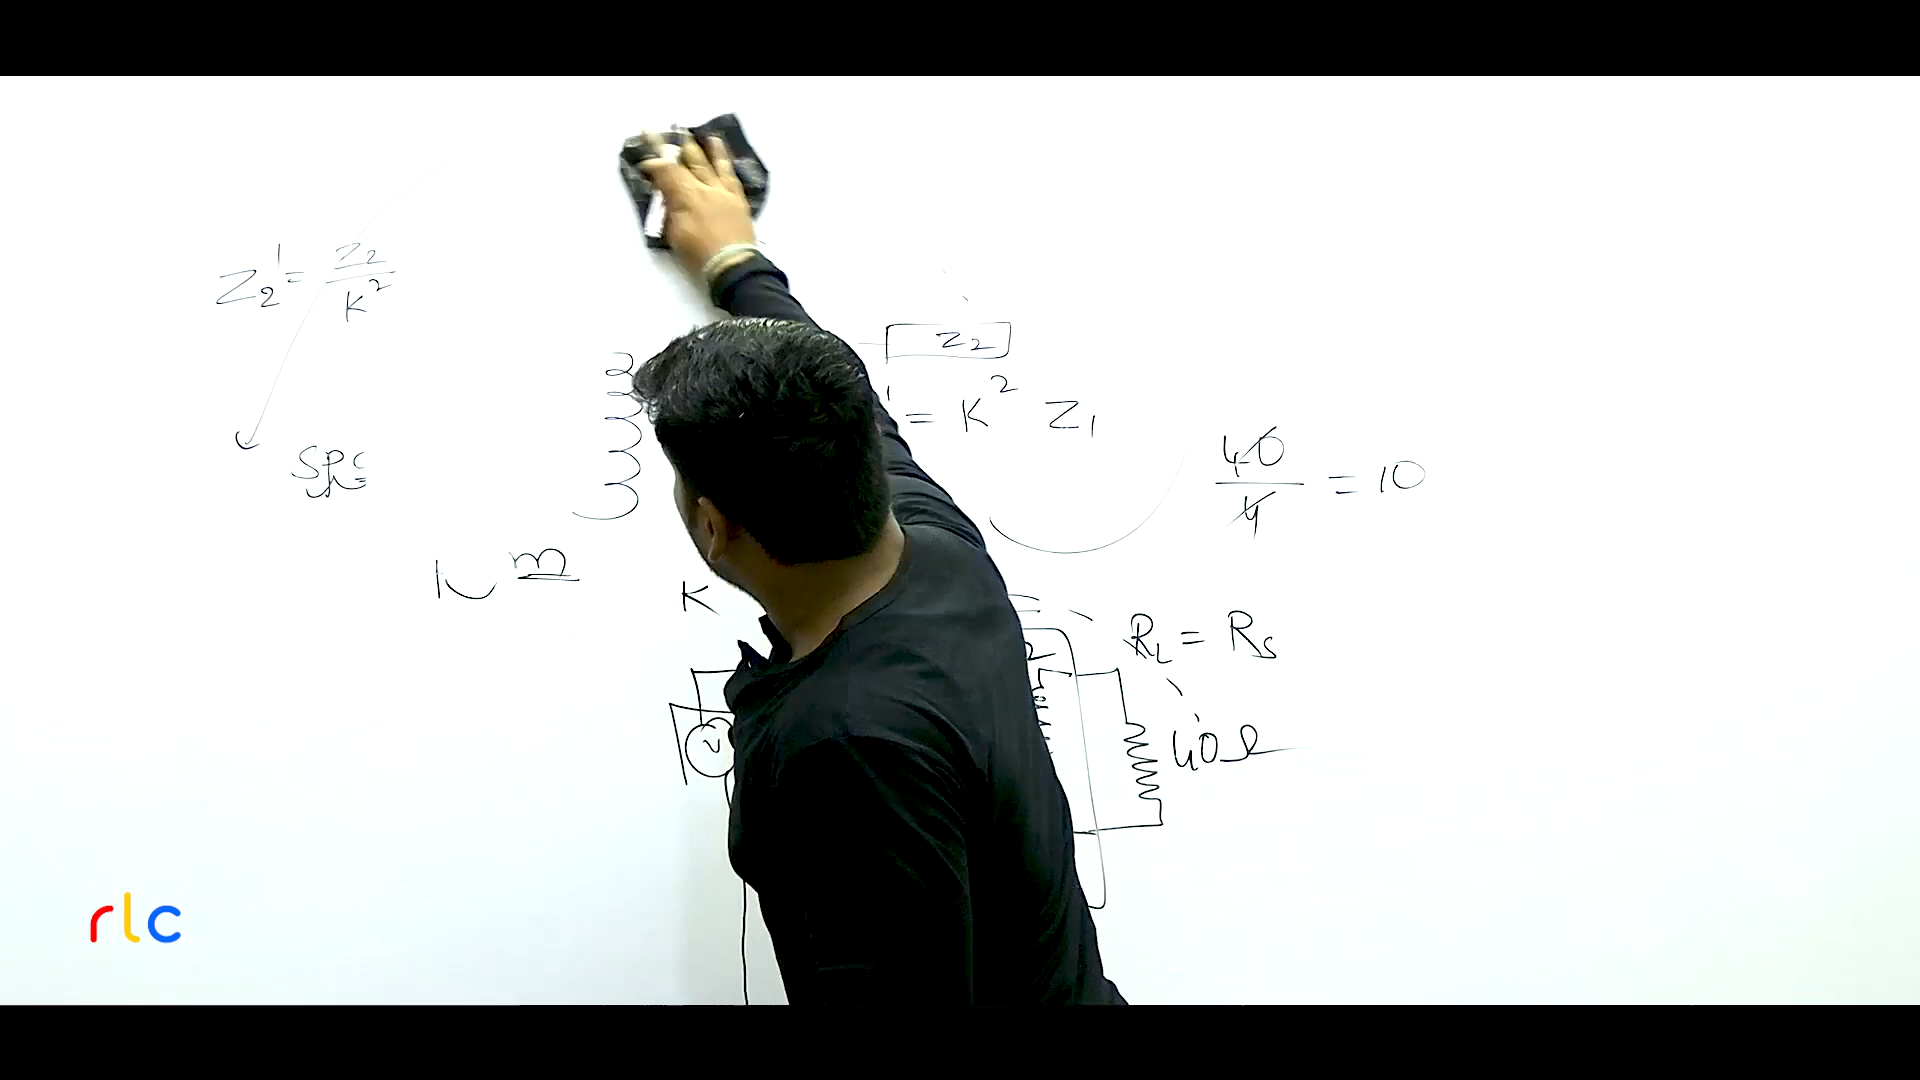 Z₂' = Z₂/K²
Z₂
' = K² Z₁
40/4 = 10
m
K
R_L = R_S
V
40Ω
rlc